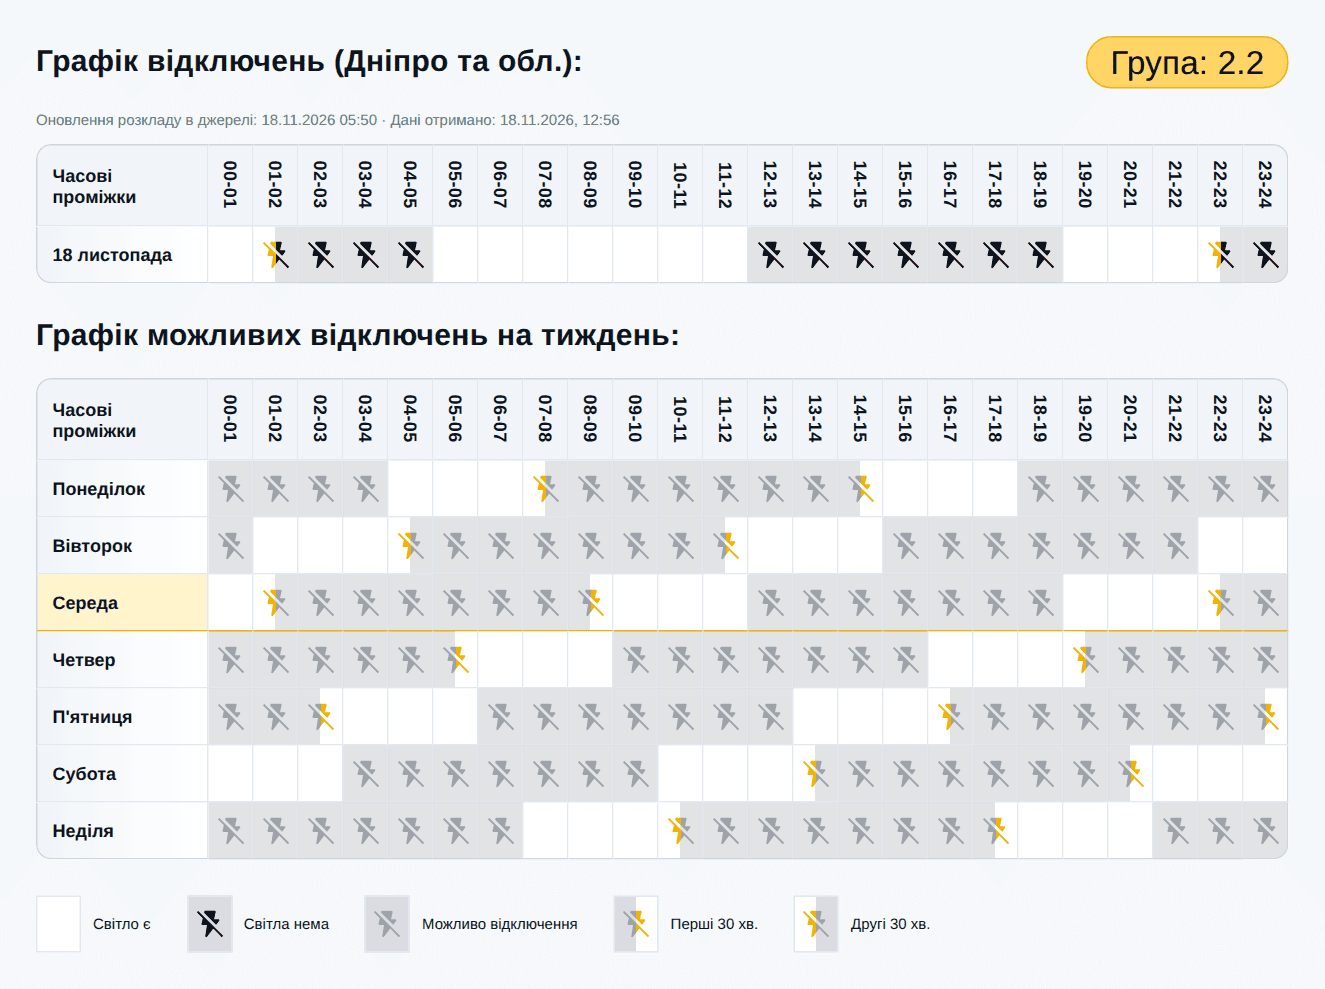 Графік відключень (Дніпро та обл.):
Група: 2.2
Оновлення розкладу в джерелі: 18.11.2026 05:50 · Дані отримано: 18.11.2026, 12:56
Часові проміжки 00-01 01-02 02-03 03-04 04-05 05-06 06-07 07-08 08-09 09-10 10-11 11-12 12-13 13-14 14-15 15-16 16-17 17-18 18-19 19-20 20-21 21-22 22-23 23-24
18 листопада
Графік можливих відключень на тиждень:
Часові проміжки 00-01 01-02 02-03 03-04 04-05 05-06 06-07 07-08 08-09 09-10 10-11 11-12 12-13 13-14 14-15 15-16 16-17 17-18 18-19 19-20 20-21 21-22 22-23 23-24
Понеділок
Вівторок
Середа
Четвер
П'ятниця
Субота
Неділя
Світло є Світла нема Можливо відключення Перші 30 хв. Другі 30 хв.